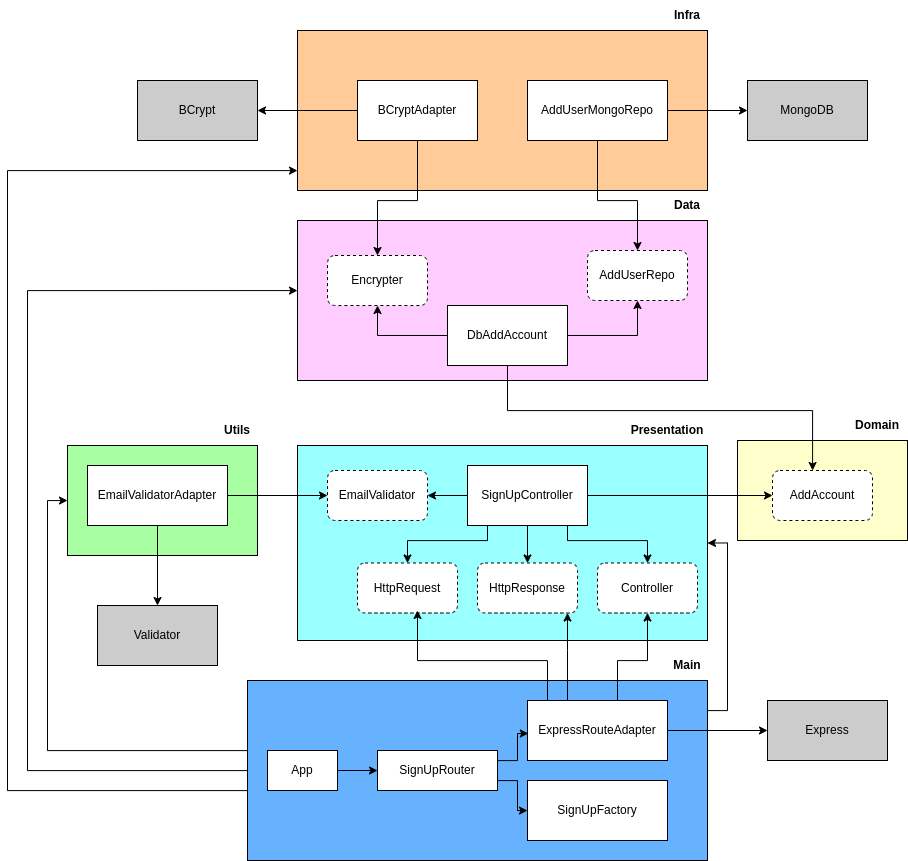 Infra
BCrypt
BCryptAdapter
AddUserMongoRepo
MongoDB
Data
Encrypter
AddUserRepo
DbAddAccount
Utils
Presentation
Domain
EmailValidatorAdapter
EmailValidator
SignUpController
AddAccount
HttpRequest
HttpResponse
Controller
Validator
Main
ExpressRouteAdapter
Express
App
SignUpRouter
SignUpFactory